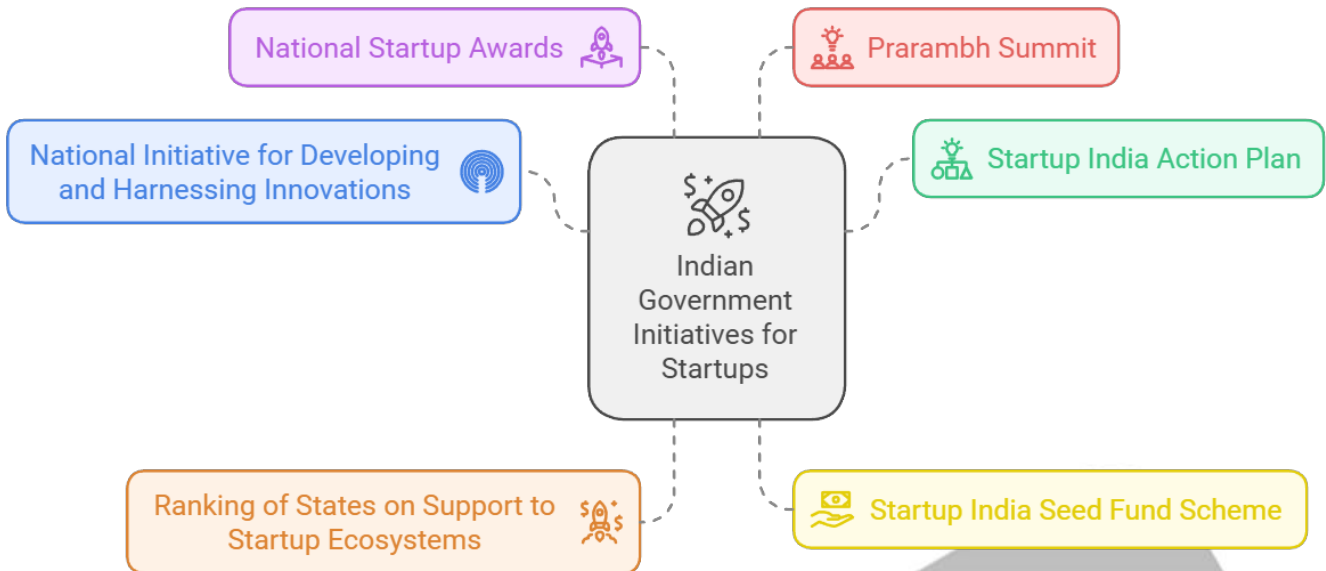 National Startup Awards
Prarambh Summit
National Initiative for Developing
and Harnessing Innovations
Startup India Action Plan
Indian
Government
Initiatives for
Startups
Ranking of States on Support to
Startup Ecosystems
Startup India Seed Fund Scheme